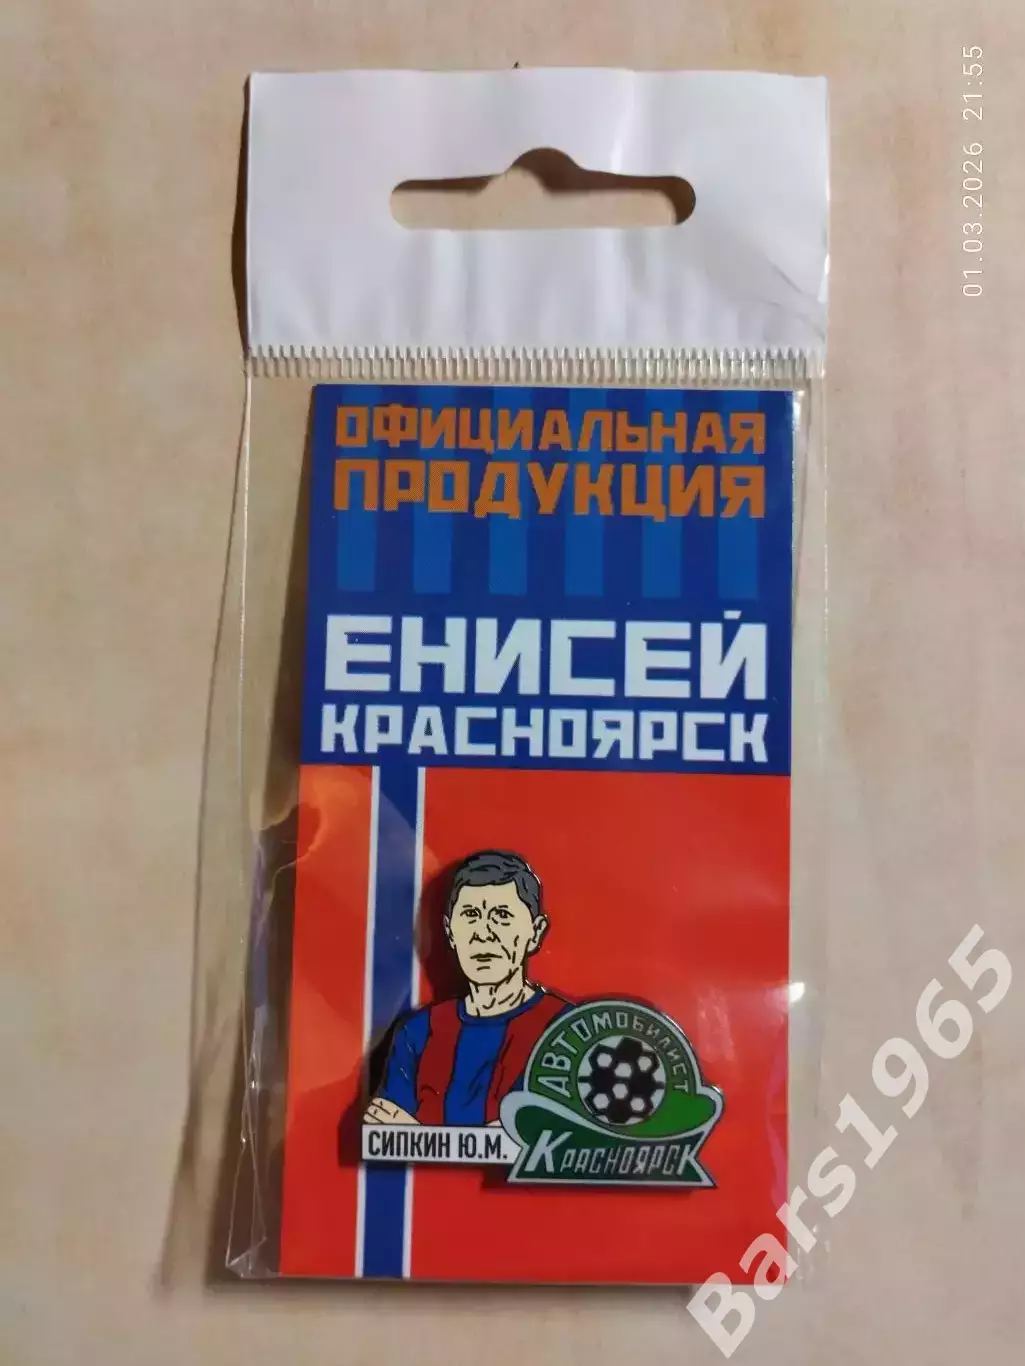 01.03.2026 21:55
ОФИЦИАЛЬНАЯ
ПРОДУКЦИЯ
ЕНИСЕЙ
КРАСНОЯРСК
АВТОМОБИЛИСТ
СИПКИН Ю.М.
КРАСНОЯРСК
Bars1965